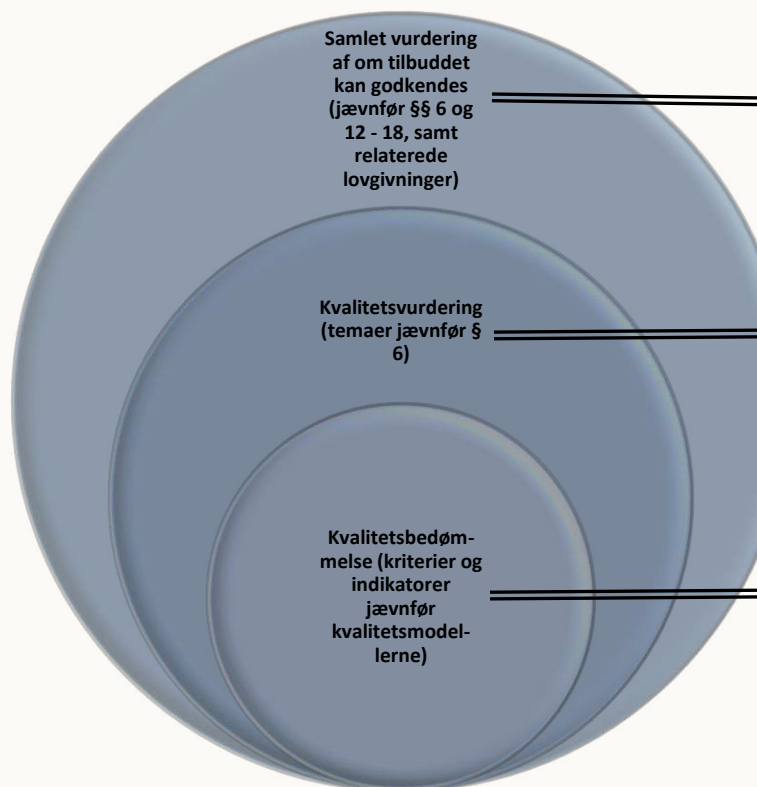 Samlet vurdering
af om tilbuddet
kan godkendes
(jævnfør §§ 6 og
12 - 18, samt
relaterede
lovgivninger)
Kvalitetsvurdering
(temaer jævnfør §
6)
Kvalitetsbedøm-
melse (kriterier og
indikatorer
jævnfør
kvalitetsmodel-
lerne)